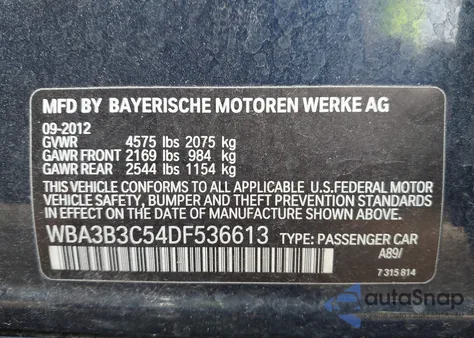 MFD BY BAYERISCHE MOTOREN WERKE AG
09-2012
GVWR 4575 lbs 2075 kg
GAWR FRONT 2169 lbs 984 kg
GAWR REAR 2544 lbs 1154 kg
THIS VEHICLE CONFORMS TO ALL APPLICABLE U.S.FEDERAL MOTOR
VEHICLE SAFETY, BUMPER AND THEFT PREVENTION STANDARDS
IN EFFECT ON THE DATE OF MANUFACTURE SHOWN ABOVE.
WBA3B3C54DF536613 TYPE: PASSENGER CAR
A89/
7 315 814
autoSnap